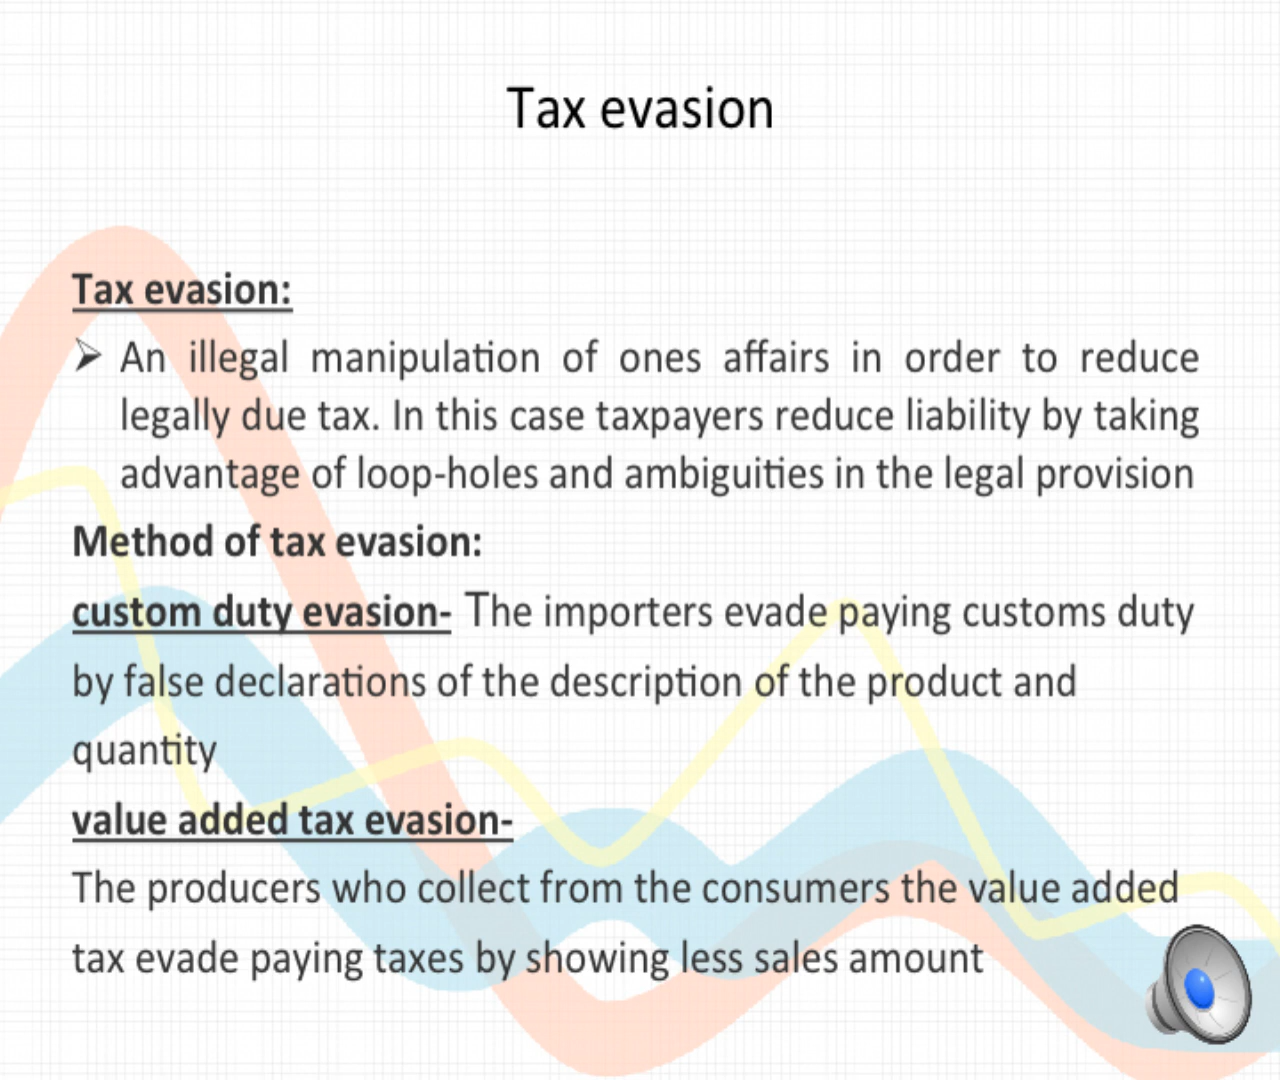 Tax evasion
Tax evasion:
➢ An illegal manipulation of ones affairs in order to reduce
legally due tax. In this case taxpayers reduce liability by taking
advantage of loop-holes and ambiguities in the legal provision
Method of tax evasion:
custom duty evasion- The importers evade paying customs duty
by false declarations of the description of the product and
quantity
value added tax evasion-
The producers who collect from the consumers the value added
tax evade paying taxes by showing less sales amount